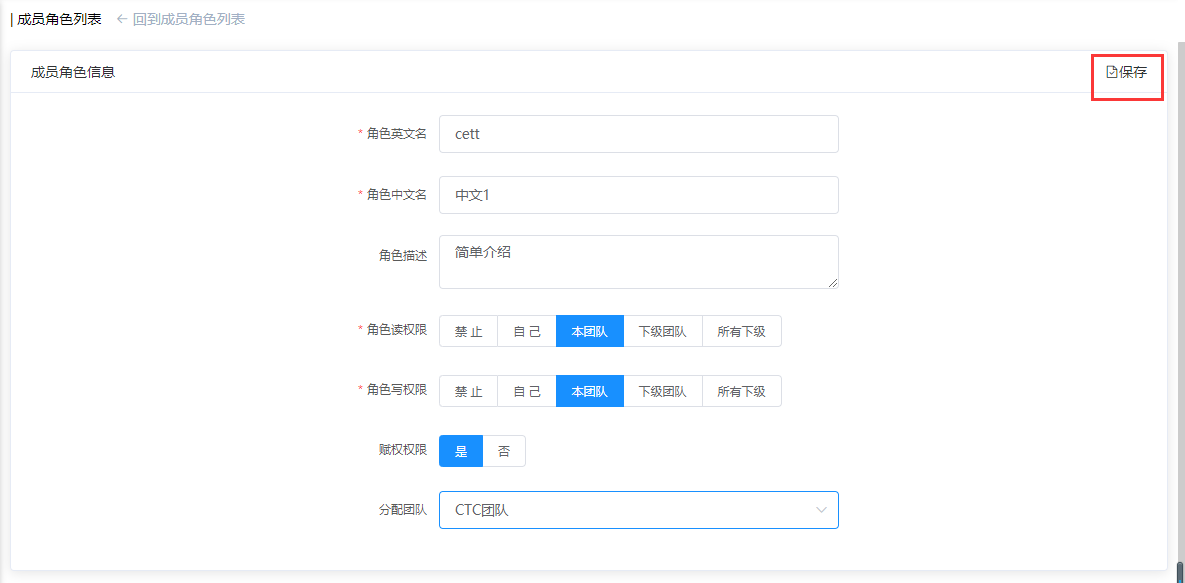 成员角色列表 ← 回到成员角色列表
成员角色信息 保存
* 角色英文名 cett
* 角色中文名 中文1
角色描述 简单介绍
* 角色读权限 禁止 自己 本团队 下级团队 所有下级
* 角色写权限 禁止 自己 本团队 下级团队 所有下级
赋权权限 是 否
分配团队 CTC团队